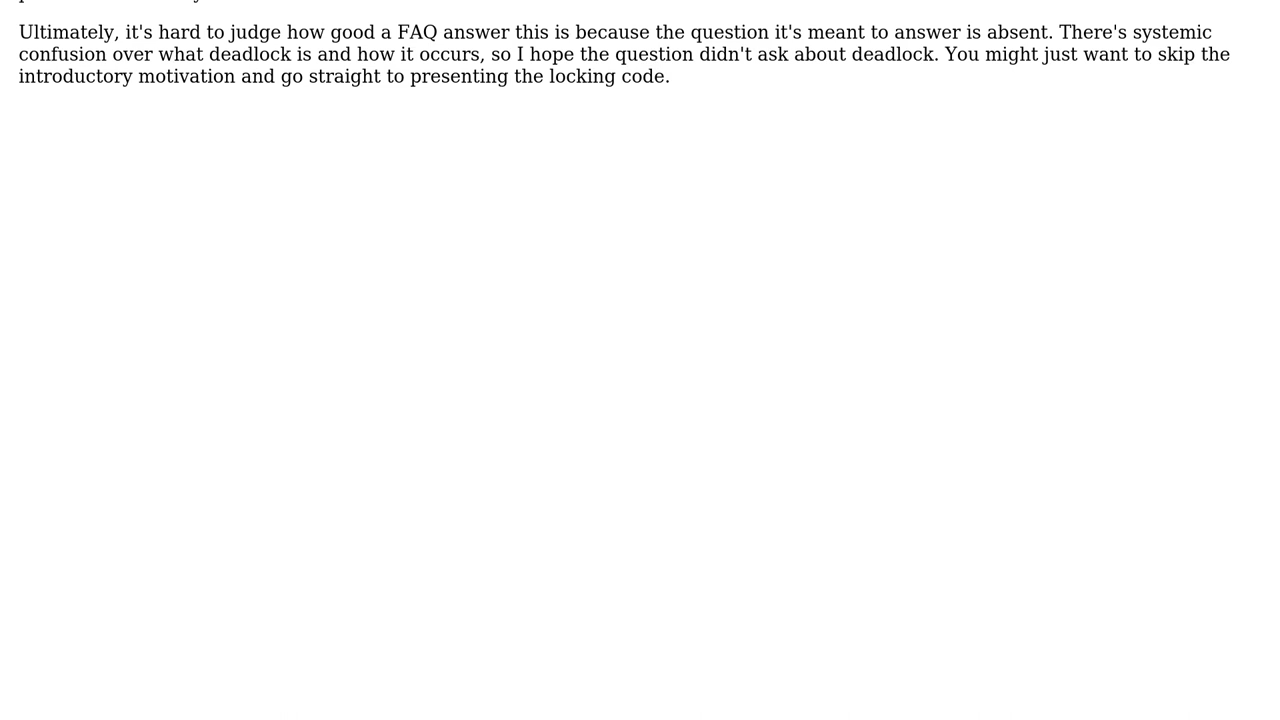 Ultimately, it's hard to judge how good a FAQ answer this is because the question it's meant to answer is absent. There's systemic
confusion over what deadlock is and how it occurs, so I hope the question didn't ask about deadlock. You might just want to skip the
introductory motivation and go straight to presenting the locking code.